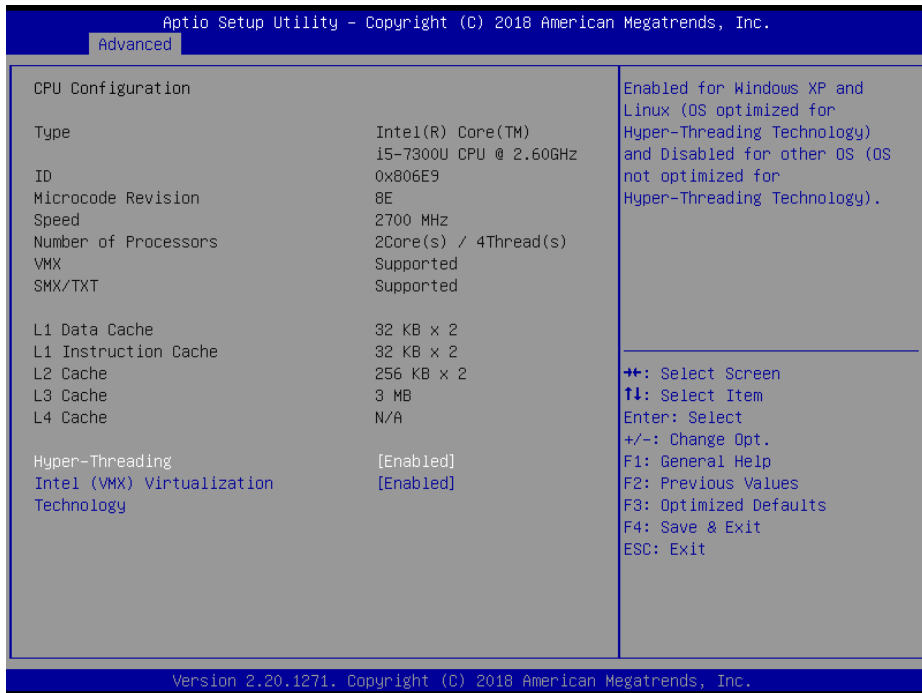 Aptio Setup Utility – Copyright (C) 2018 American Megatrends, Inc.
Advanced
CPU Configuration
Type Intel(R) Core(TM)
i5-7300U CPU @ 2.60GHz
ID 0x806E9
Microcode Revision 8E
Speed 2700 MHz
Number of Processors 2Core(s) / 4Thread(s)
VMX Supported
SMX/TXT Supported
L1 Data Cache 32 KB x 2
L1 Instruction Cache 32 KB x 2
L2 Cache 256 KB x 2
L3 Cache 3 MB
L4 Cache N/A
Hyper-Threading [Enabled]
Intel (VMX) Virtualization [Enabled]
Technology
Enabled for Windows XP and
Linux (OS optimized for
Hyper-Threading Technology)
and Disabled for other OS (OS
not optimized for
Hyper-Threading Technology).
→←: Select Screen
↑↓: Select Item
Enter: Select
+/-: Change Opt.
F1: General Help
F2: Previous Values
F3: Optimized Defaults
F4: Save & Exit
ESC: Exit
Version 2.20.1271. Copyright (C) 2018 American Megatrends, Inc.